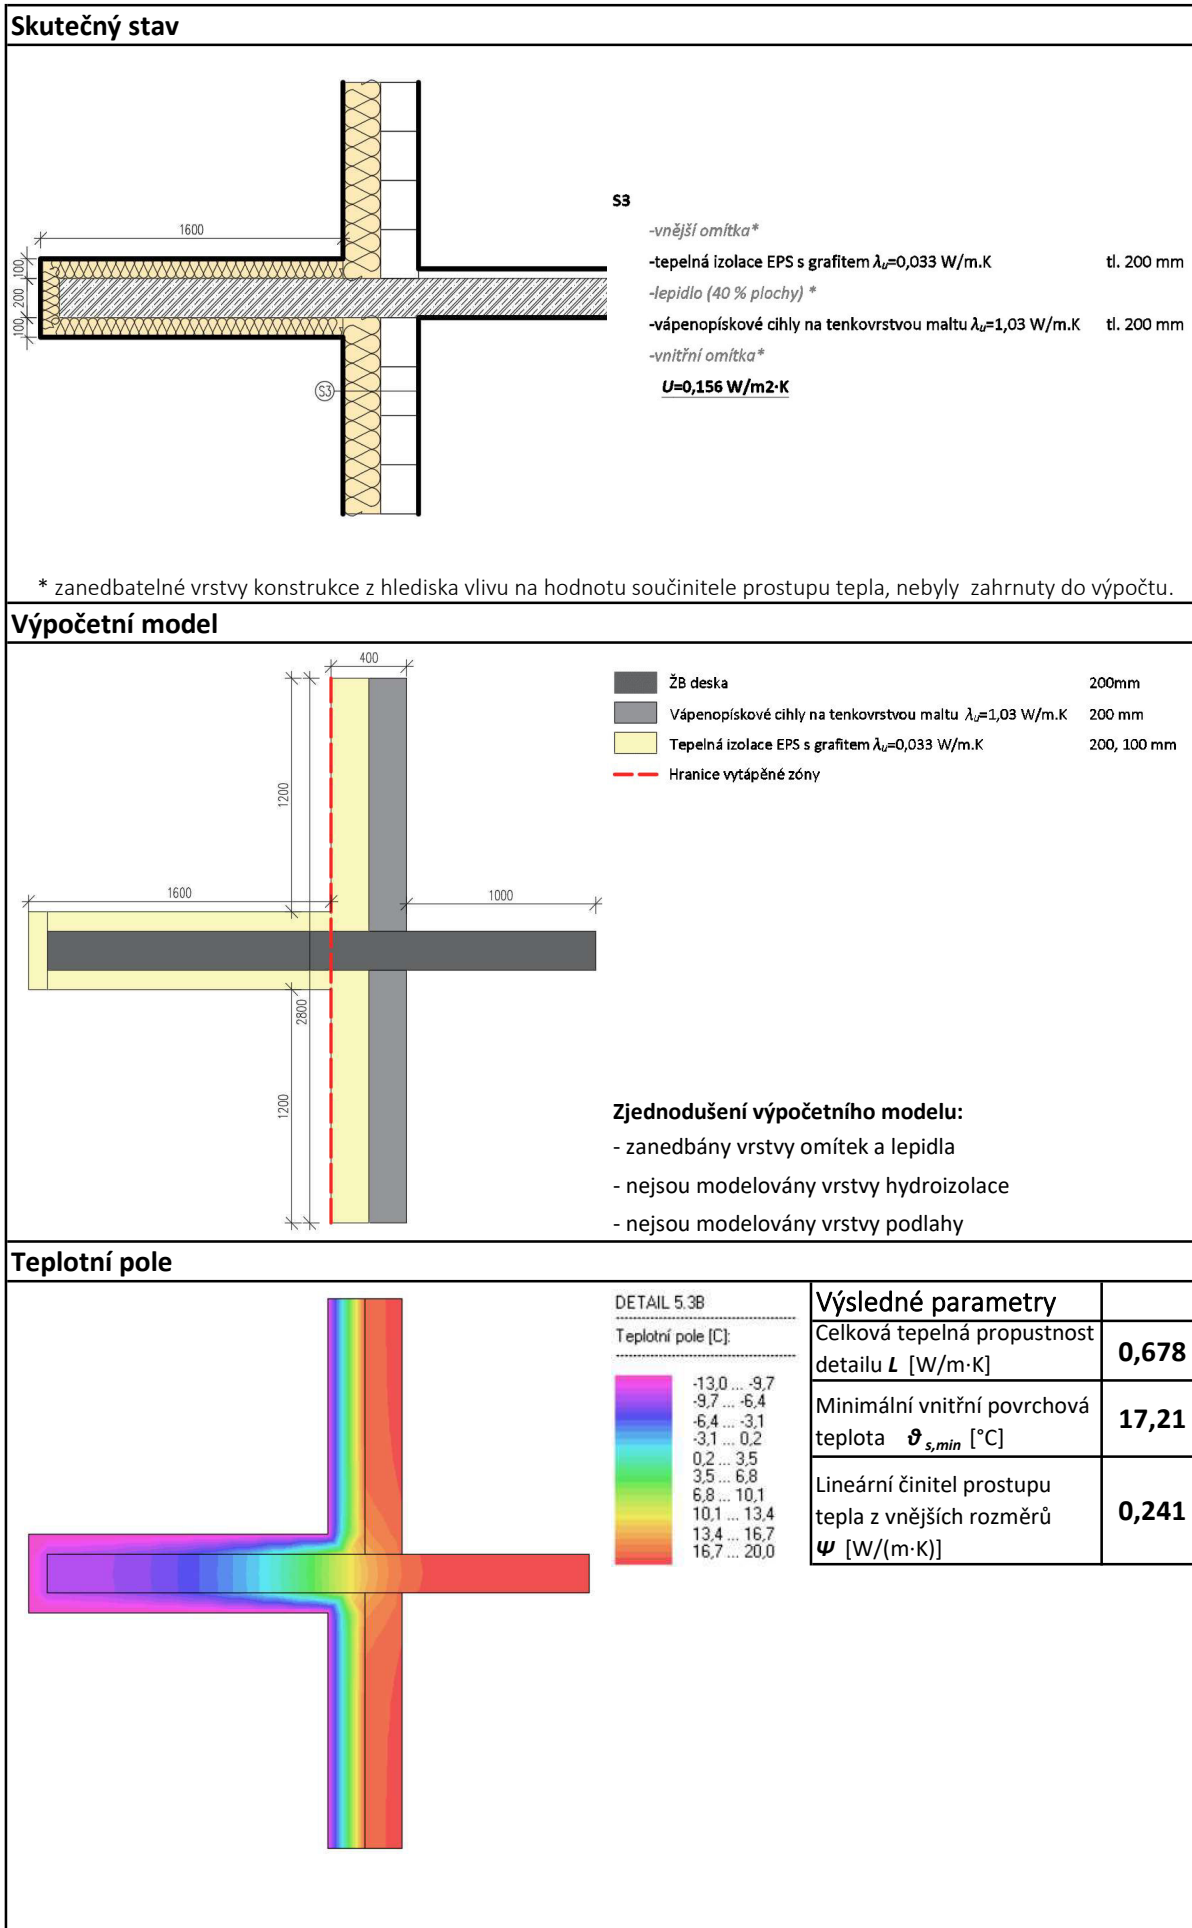 Skutečný stav
1600
100
200
100
S3
S3
-vnější omítka*
-tepelná izolace EPS s grafitem λu=0,033 W/m.K tl. 200 mm
-lepidlo (40 % plochy) *
-vápenopískové cihly na tenkovrstvou maltu λu=1,03 W/m.K tl. 200 mm
-vnitřní omítka*
U=0,156 W/m2·K
* zanedbatelné vrstvy konstrukce z hlediska vlivu na hodnotu součinitele prostupu tepla, nebyly zahrnuty do výpočtu.
Výpočetní model
400
1200
1600
1000
2800
1200
ŽB deska 200mm
Vápenopískové cihly na tenkovrstvou maltu λu=1,03 W/m.K 200 mm
Tepelná izolace EPS s grafitem λu=0,033 W/m.K 200, 100 mm
Hranice vytápěné zóny
Zjednodušení výpočetního modelu:
- zanedbány vrstvy omítek a lepidla
- nejsou modelovány vrstvy hydroizolace
- nejsou modelovány vrstvy podlahy
Teplotní pole
DETAIL 5.3B
Teplotní pole [C]:
-13,0 ... -9,7
-9,7 ... -6,4
-6,4 ... -3,1
-3,1 ... 0,2
0,2 ... 3,5
3,5 ... 6,8
6,8 ... 10,1
10,1 ... 13,4
13,4 ... 16,7
16,7 ... 20,0
Výsledné parametry
Celková tepelná propustnost
detailu L [W/m·K] 0,678
Minimální vnitřní povrchová
teplota ϑ s,min [°C] 17,21
Lineární činitel prostupu
tepla z vnějších rozměrů
Ψ [W/(m·K)] 0,241